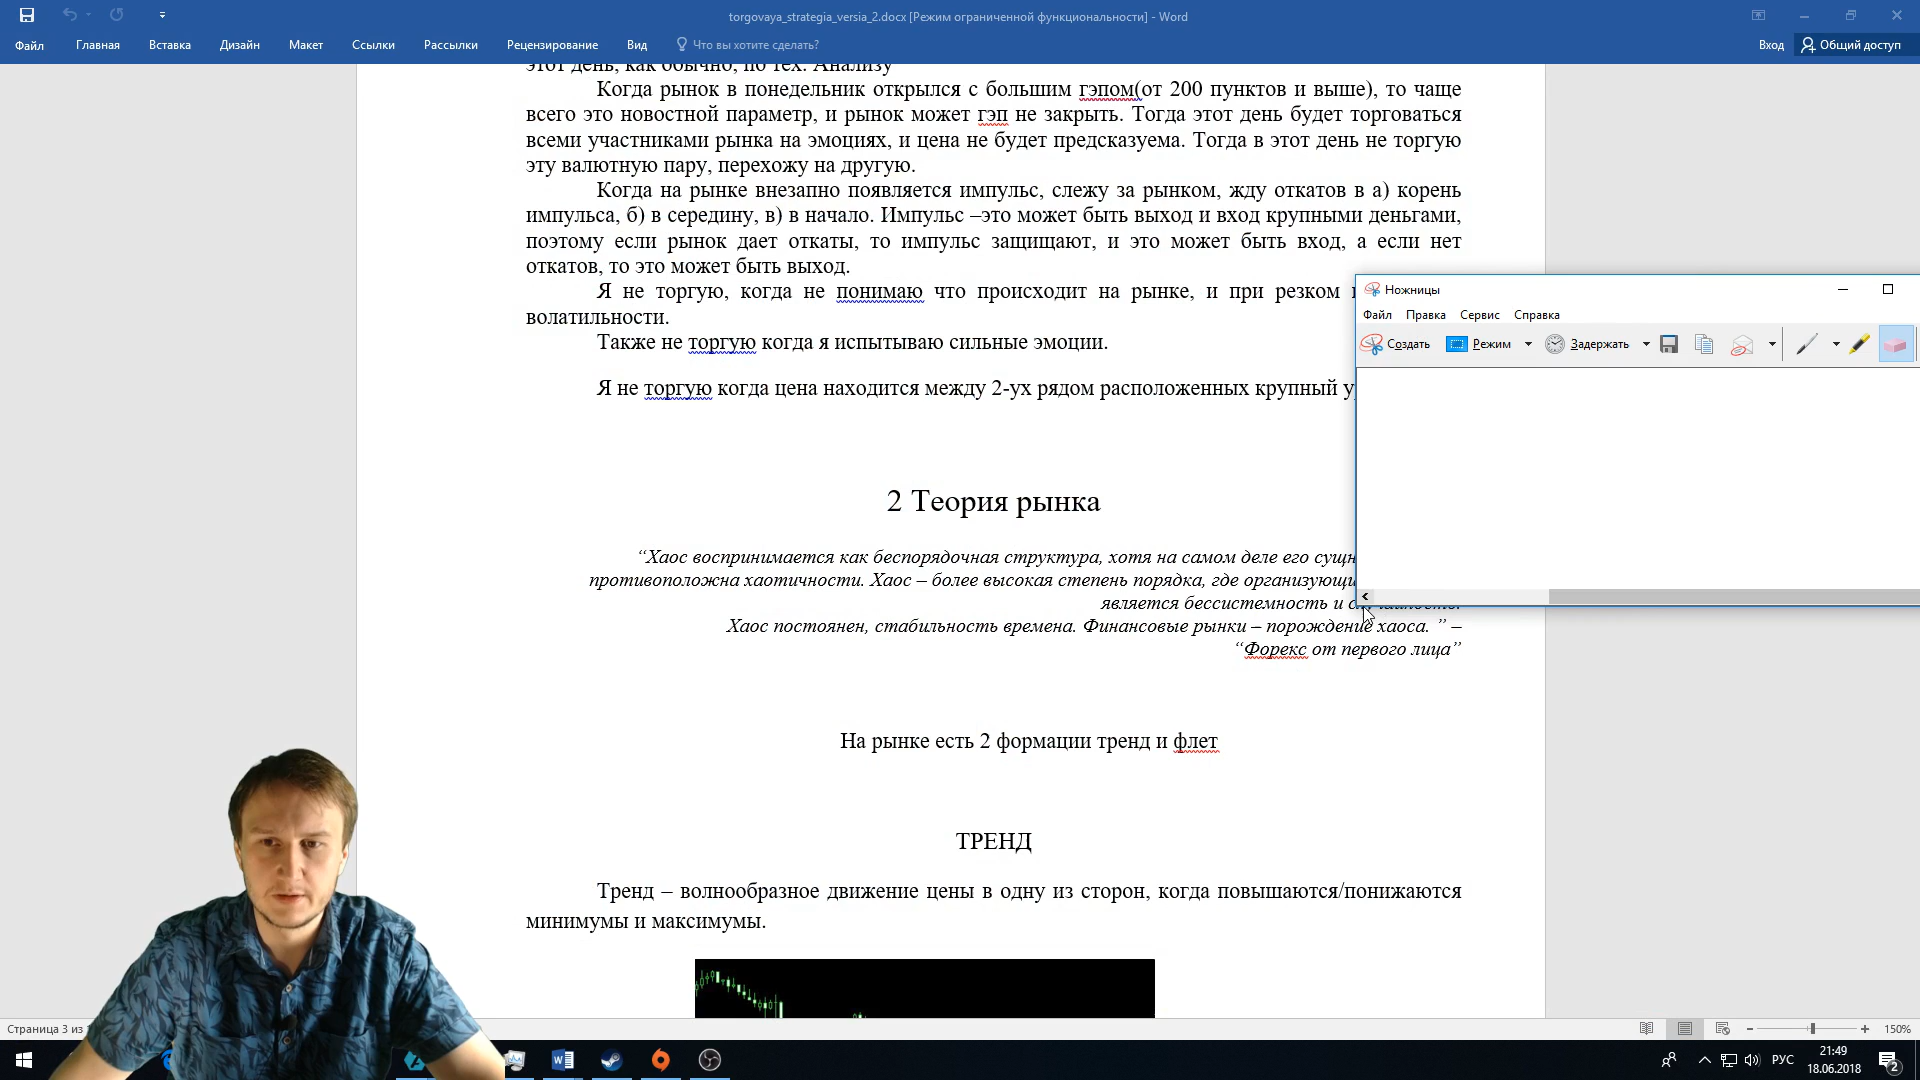 torgovaya_strategia_versia_2.docx [Режим ограниченной функциональности] - Word
Файл Главная Вставка Дизайн Макет Ссылки Рассылки Рецензирование Вид Что вы хотите сделать? Вход Общий доступ
этот день, как обычно, по тех. Анализу
Когда рынок в понедельник открылся с большим гэпом(от 200 пунктов и выше), то чаще
всего это новостной параметр, и рынок может гэп не закрыть. Тогда этот день будет торговаться
всеми участниками рынка на эмоциях, и цена не будет предсказуема. Тогда в этот день не торгую
эту валютную пару, перехожу на другую.
Когда на рынке внезапно появляется импульс, слежу за рынком, жду откатов в а) корень
импульса, б) в середину, в) в начало. Импульс –это может быть выход и вход крупными деньгами,
поэтому если рынок дает откаты, то импульс защищают, и это может быть вход, а если нет
откатов, то это может быть выход.
Я не торгую, когда не понимаю что происходит на рынке, и при резком
волатильности.
Также не торгую когда я испытываю сильные эмоции.
Я не торгую когда цена находится между 2-ух рядом расположенных крупный
Ножницы
Файл Правка Сервис Справка
Создать Режим Задержать
2 Теория рынка
“Хаос воспринимается как беспорядочная структура, хотя на самом деле его
противоположна хаотичности. Хаос – более высокая степень порядка, где
является бессистемность и
Хаос постоянен, стабильность времена. Финансовые рынки – порождение хаоса. ” –
“Форекс от первого лица”
На рынке есть 2 формации тренд и флет
ТРЕНД
Тренд – волнообразное движение цены в одну из сторон, когда повышаются/понижаются
минимумы и максимумы.
Страница 3 из
150%
РУС
21:49
18.06.2018
2